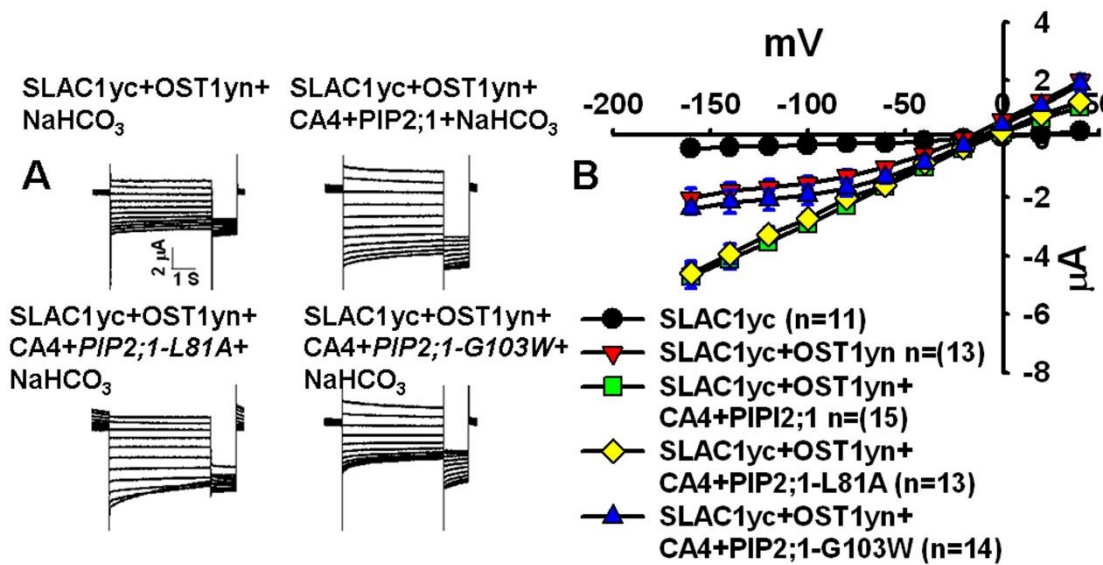 SLAC1yc+OST1yn+
NaHCO3
SLAC1yc+OST1yn+
CA4+PIP2;1+NaHCO3
A
2 µA
1 S
SLAC1yc+OST1yn+
CA4+PIP2;1-L81A+
NaHCO3
SLAC1yc+OST1yn+
CA4+PIP2;1-G103W+
NaHCO3
B
mV
4
2
0
-2
-4
-6
-8
µA
-200 -150 -100 -50 0 50
SLAC1yc (n=11)
SLAC1yc+OST1yn n=(13)
SLAC1yc+OST1yn+
CA4+PIPI2;1 n=(15)
SLAC1yc+OST1yn+
CA4+PIP2;1-L81A (n=13)
SLAC1yc+OST1yn+
CA4+PIP2;1-G103W (n=14)